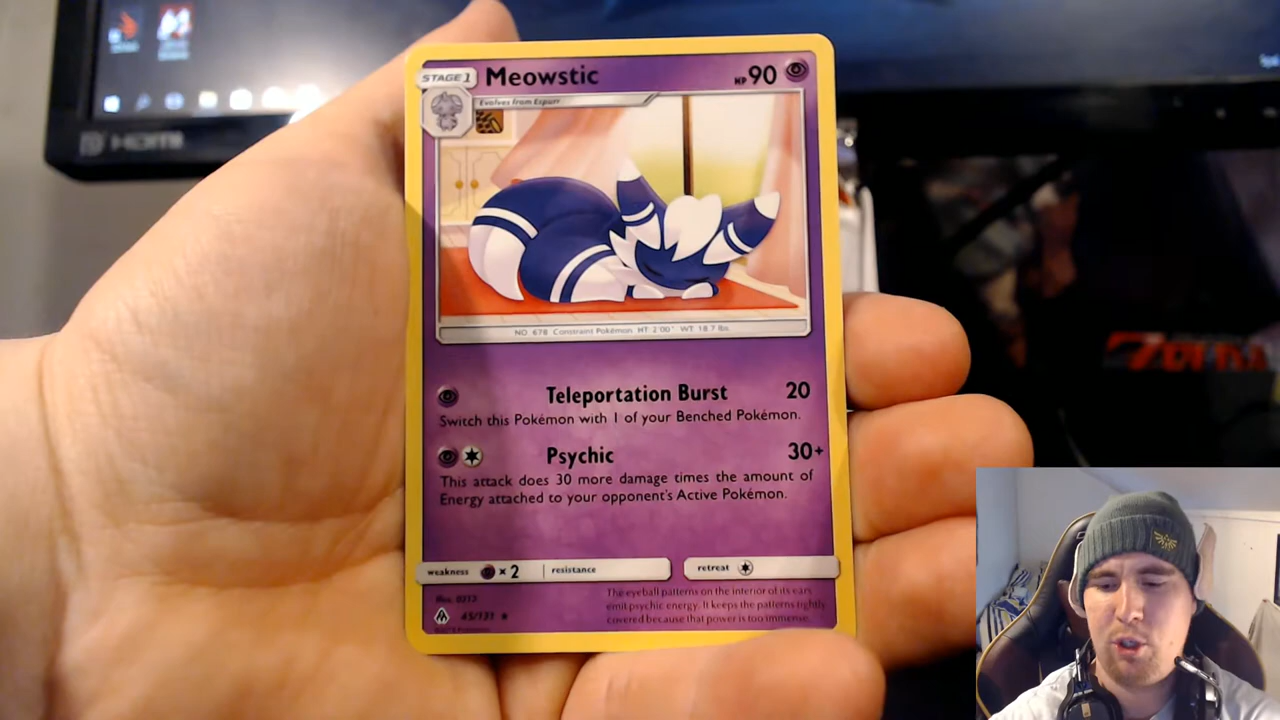 HDMI
STAGE 1 Meowstic HP 90
Evolves from Espurr
NO. 678 Constraint Pokémon HT 2'00" WT 18.7 lbs.
Teleportation Burst 20
Switch this Pokémon with 1 of your Benched Pokémon.
Psychic 30+
This attack does 30 more damage times the amount of
Energy attached to your opponent's Active Pokémon.
weakness × 2 resistance retreat
The eyeball patterns on the interior of its ears
emit psychic energy. It keeps the patterns tightly
covered because that power is too immense.
Illus. 0313
45/131